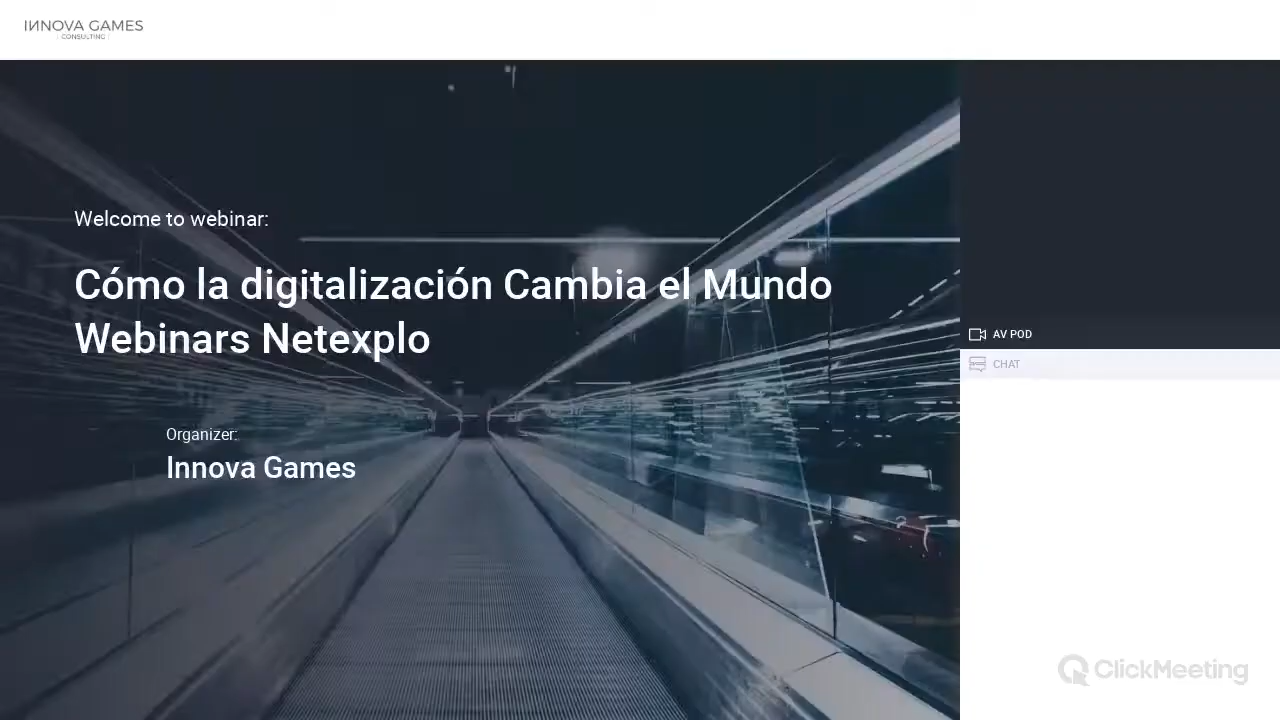 INNOVA GAMES
CONSULTING
Welcome to webinar:
Cómo la digitalización Cambia el Mundo
Webinars Netexplo
Organizer:
Innova Games
AV POD
CHAT
ClickMeeting